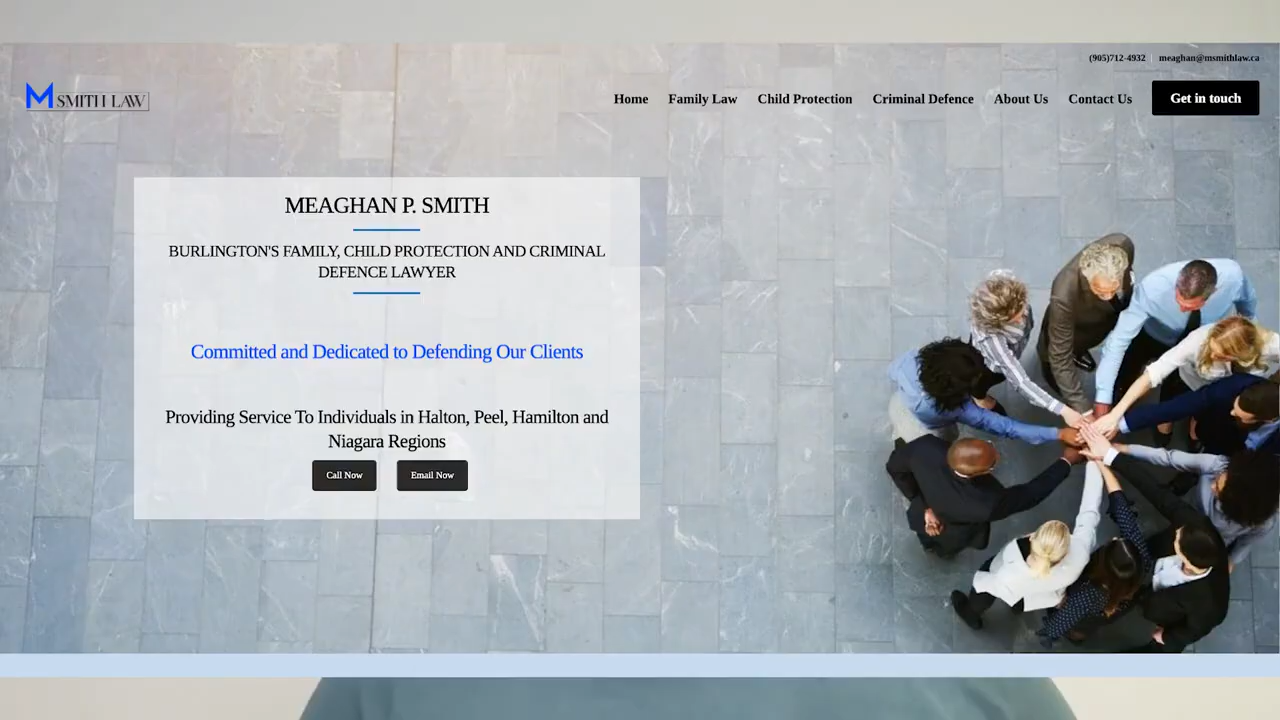 (905)712-4932 | meaghan@msmithlaw.ca
M SMITH LAW
Home Family Law Child Protection Criminal Defence About Us Contact Us Get in touch
MEAGHAN P. SMITH
BURLINGTON'S FAMILY, CHILD PROTECTION AND CRIMINAL
DEFENCE LAWYER
Committed and Dedicated to Defending Our Clients
Providing Service To Individuals in Halton, Peel, Hamilton and
Niagara Regions
Call Now Email Now